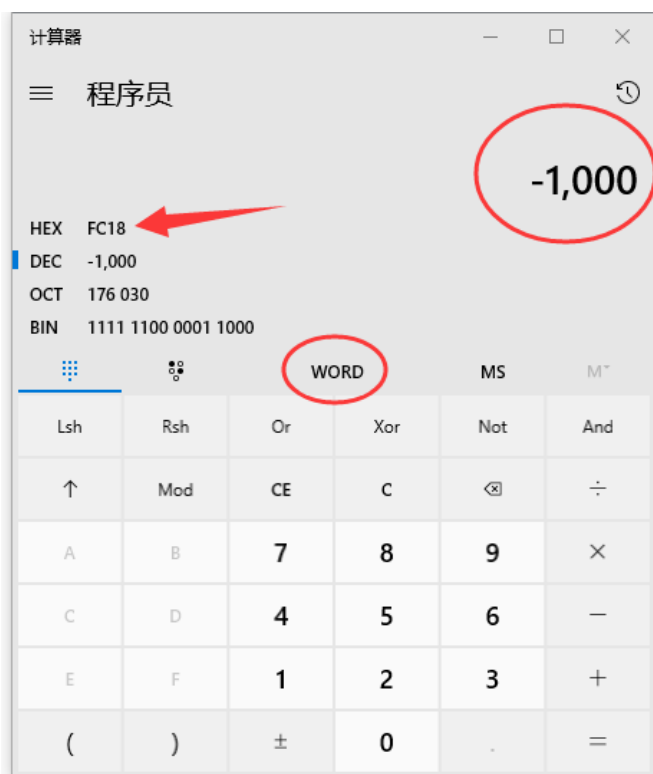 计算器
程序员
-1,000
HEX FC18
DEC -1,000
OCT 176 030
BIN 1111 1100 0001 1000
WORD MS M˅
Lsh Rsh Or Xor Not And
↑ Mod CE C ⌫ ÷
A B 7 8 9 ×
C D 4 5 6 −
E F 1 2 3 +
( ) ± 0 . =